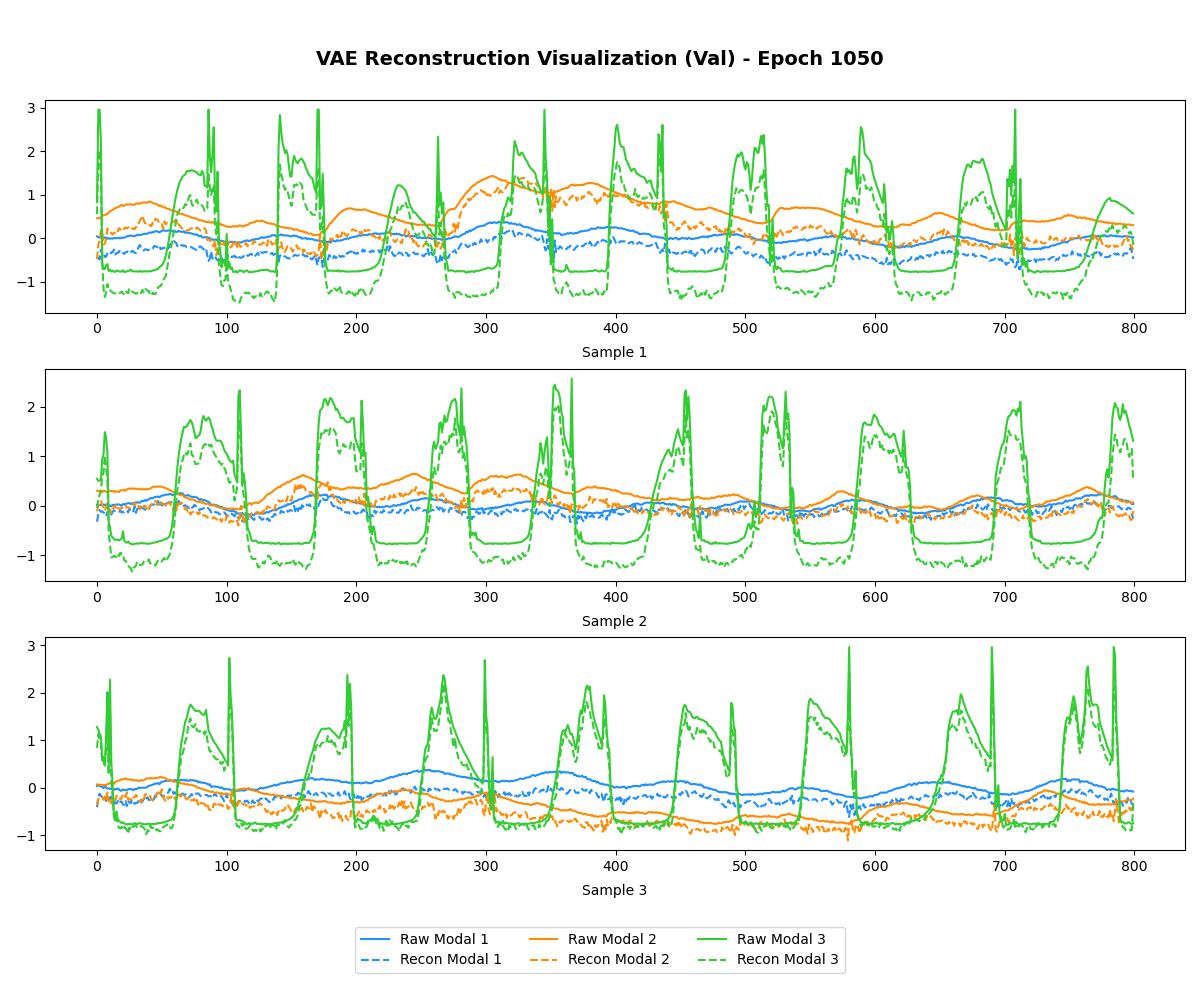 VAE Reconstruction Visualization (Val) - Epoch 1050
3
2
1
0
−1
0 100 200 300 400 500 600 700 800
Sample 1
2
1
0
−1
0 100 200 300 400 500 600 700 800
Sample 2
3
2
1
0
−1
0 100 200 300 400 500 600 700 800
Sample 3
Raw Modal 1 Raw Modal 2 Raw Modal 3
Recon Modal 1 Recon Modal 2 Recon Modal 3